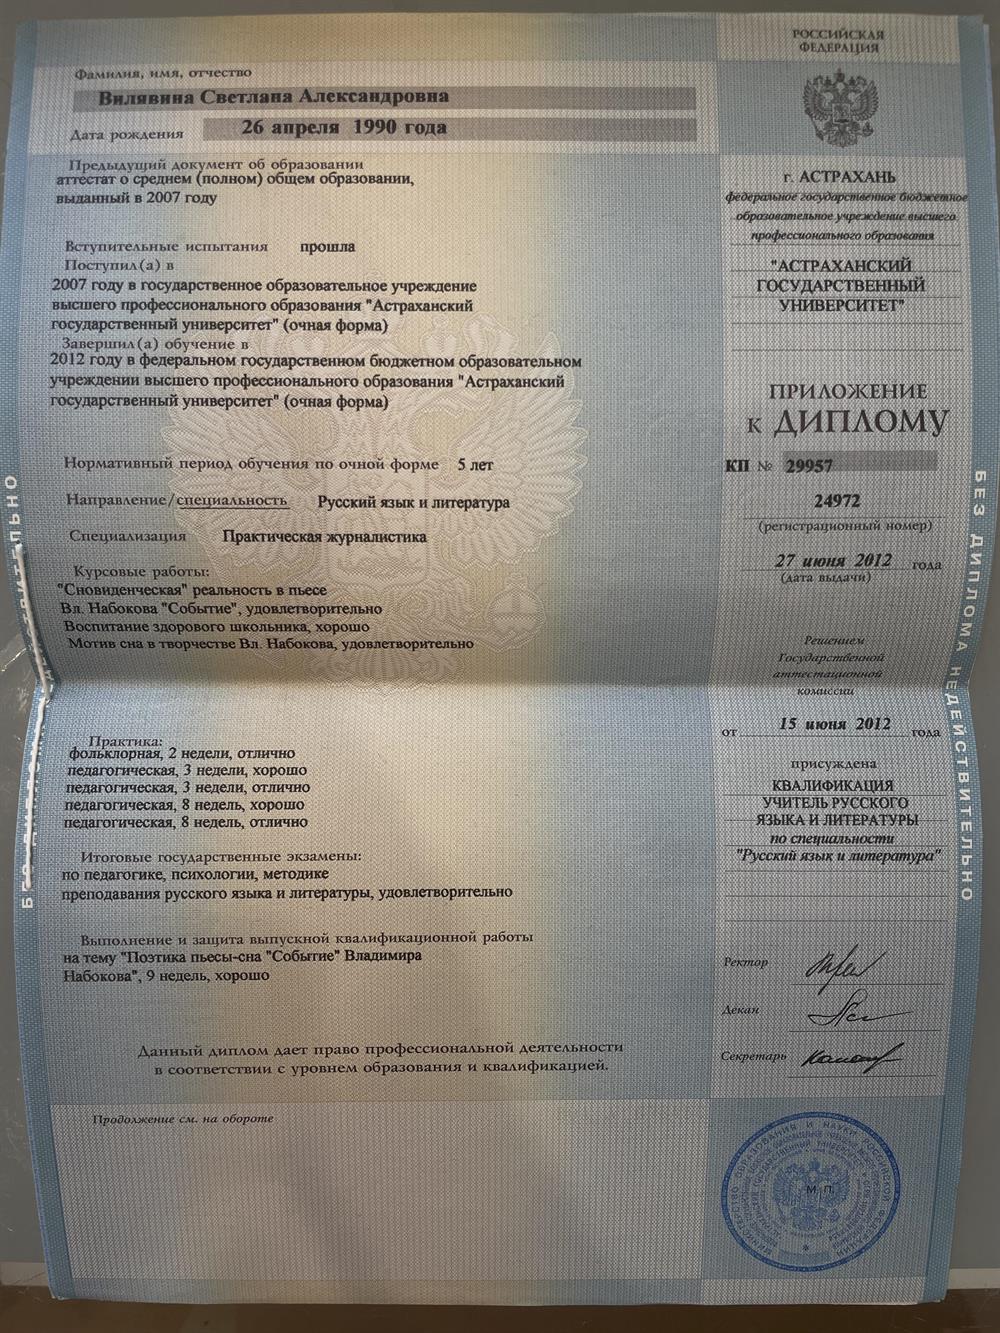 Фамилия, имя, отчество
Вилявина Светлана Александровна
Дата рождения 26 апреля 1990 года
Предыдущий документ об образовании
аттестат о среднем (полном) общем образовании,
выданный в 2007 году
Вступительные испытания прошла
Поступил(а) в
2007 году в государственное образовательное учреждение
высшего профессионального образования "Астраханский
государственный университет" (очная форма)
Завершил(а) обучение в
2012 году в федеральном государственном бюджетном образовательном
учреждении высшего профессионального образования "Астраханский
государственный университет" (очная форма)
Нормативный период обучения по очной форме 5 лет
Направление/специальность Русский язык и литература
Специализация Практическая журналистика
Курсовые работы:
"Сновиденческая" реальность в пьесе
Вл. Набокова "Событие", удовлетворительно
Воспитание здорового школьника, хорошо
Мотив сна в творчестве Вл. Набокова, удовлетворительно
Практика:
фольклорная, 2 недели, отлично
педагогическая, 3 недели, хорошо
педагогическая, 3 недели, отлично
педагогическая, 8 недель, хорошо
педагогическая, 8 недель, отлично
Итоговые государственные экзамены:
по педагогике, психологии, методике
преподавания русского языка и литературы, удовлетворительно
Выполнение и защита выпускной квалификационной работы
на тему "Поэтика пьесы-сна "Событие" Владимира
Набокова", 9 недель, хорошо
Данный диплом дает право профессиональной деятельности
в соответствии с уровнем образования и квалификацией.
Продолжение см. на обороте
РОССИЙСКАЯ
ФЕДЕРАЦИЯ
г. АСТРАХАНЬ
федеральное государственное бюджетное
образовательное учреждение высшего
профессионального образования
"АСТРАХАНСКИЙ
ГОСУДАРСТВЕННЫЙ
УНИВЕРСИТЕТ"
ПРИЛОЖЕНИЕ
к ДИПЛОМУ
КП № 29957
24972
(регистрационный номер)
27 июня 2012 года
(дата выдачи)
Решением
Государственной
аттестационной
комиссии
от 15 июня 2012 года
присуждена
КВАЛИФИКАЦИЯ
УЧИТЕЛЬ РУССКОГО
ЯЗЫКА И ЛИТЕРАТУРЫ
по специальности
"Русский язык и литература"
Ректор
Декан
Секретарь
М.П.
МИНИСТЕРСТВО ОБРАЗОВАНИЯ И НАУКИ РОССИЙСКОЙ ФЕДЕРАЦИИ
БЕЗ ДИПЛОМА НЕДЕЙСТВИТЕЛЬНО